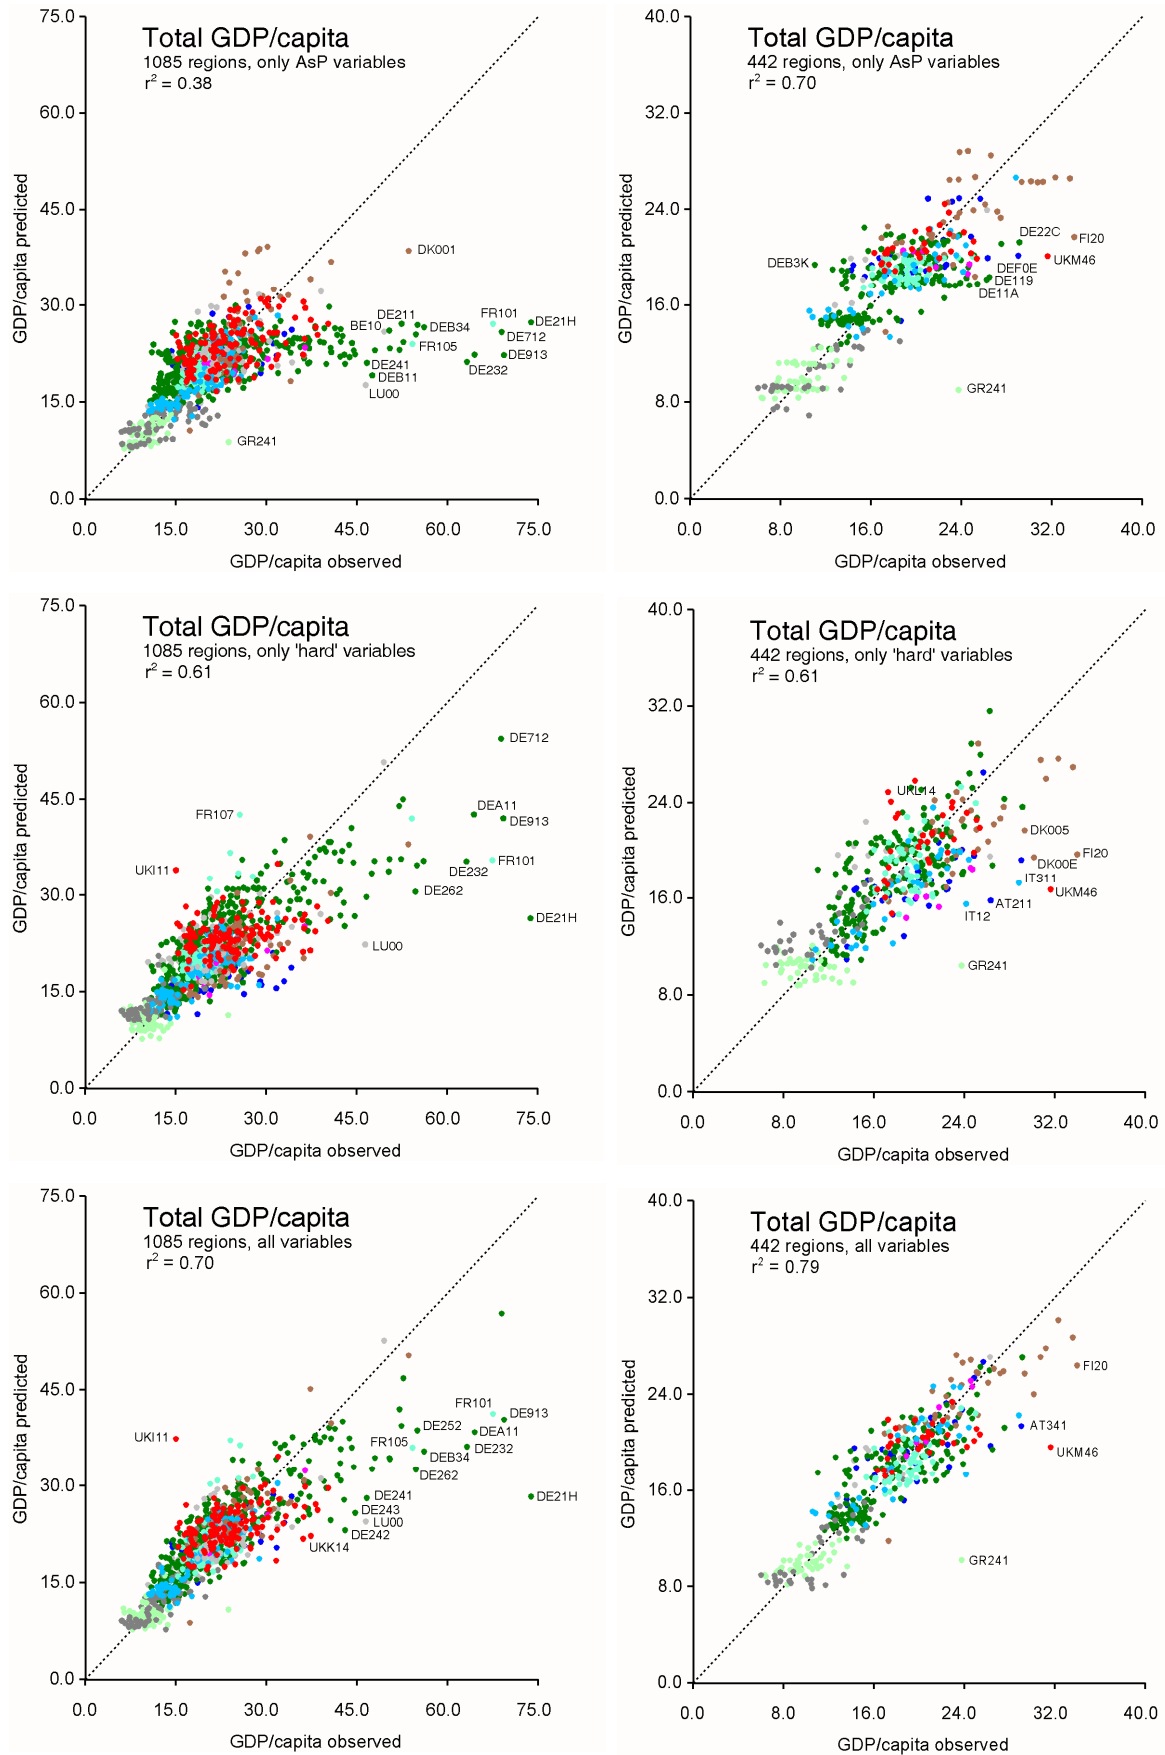 Total GDP/capita
1085 regions, only AsP variables
r² = 0.38
GDP/capita predicted
75.0
60.0
45.0
30.0
15.0
0.0
DK001
DE211
BE10
DEB34
FR101
DE21H
DE712
FR105
DE913
DE232
DE241
DEB11
LU00
GR241
0.0 15.0 30.0 45.0 60.0 75.0
GDP/capita observed
Total GDP/capita
442 regions, only AsP variables
r² = 0.70
GDP/capita predicted
40.0
32.0
24.0
16.0
8.0
0.0
DE22C
FI20
DEB3K
DEF0E
UKM46
DE119
DE11A
GR241
0.0 8.0 16.0 24.0 32.0 40.0
GDP/capita observed
Total GDP/capita
1085 regions, only 'hard' variables
r² = 0.61
GDP/capita predicted
75.0
60.0
45.0
30.0
15.0
0.0
DE712
FR107
DEA11
DE913
UKI11
DE232
FR101
DE262
DE21H
LU00
0.0 15.0 30.0 45.0 60.0 75.0
GDP/capita observed
Total GDP/capita
442 regions, only 'hard' variables
r² = 0.61
GDP/capita predicted
40.0
32.0
24.0
16.0
8.0
0.0
DK005
FI20
DK00E
IT311
UKM46
AT211
IT12
GR241
0.0 8.0 16.0 24.0 32.0 40.0
GDP/capita observed
Total GDP/capita
1085 regions, all variables
r² = 0.70
GDP/capita predicted
75.0
60.0
45.0
30.0
15.0
0.0
FR101
DE913
UKI11
DE252
DEA11
FR105
DE232
DEB34
DE262
DE241
DE21H
DE243
LU00
DE242
UKK14
0.0 15.0 30.0 45.0 60.0 75.0
GDP/capita observed
Total GDP/capita
442 regions, all variables
r² = 0.79
GDP/capita predicted
40.0
32.0
24.0
16.0
8.0
0.0
FI20
AT341
UKM46
GR241
0.0 8.0 16.0 24.0 32.0 40.0
GDP/capita observed